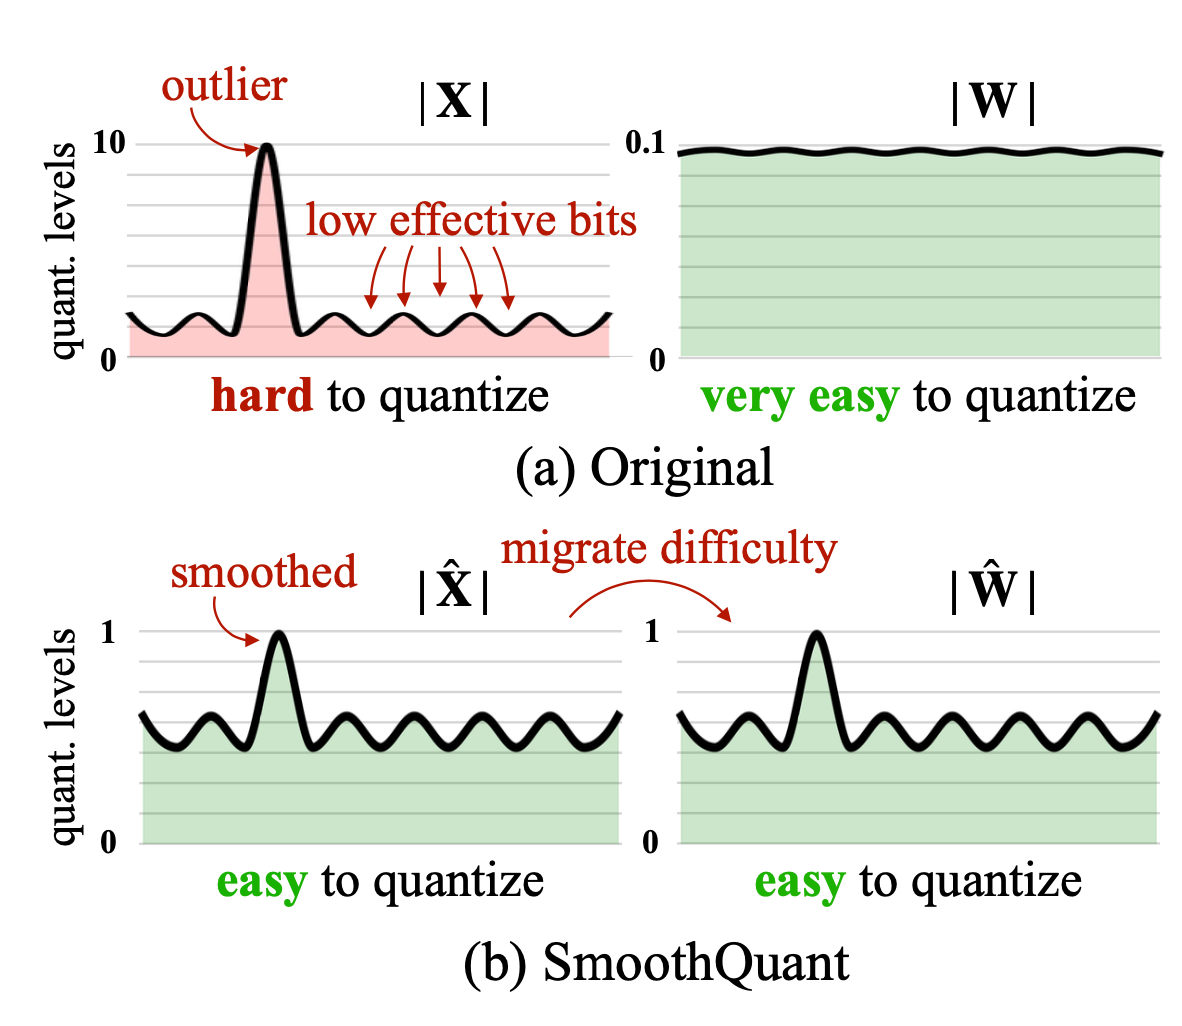 outlier
|X|
|W|
10
0.1
quant. levels
low effective bits
0
0
hard to quantize
very easy to quantize
(a) Original
migrate difficulty
smoothed
|X̂|
|Ŵ|
1
1
quant. levels
0
0
easy to quantize
easy to quantize
(b) SmoothQuant